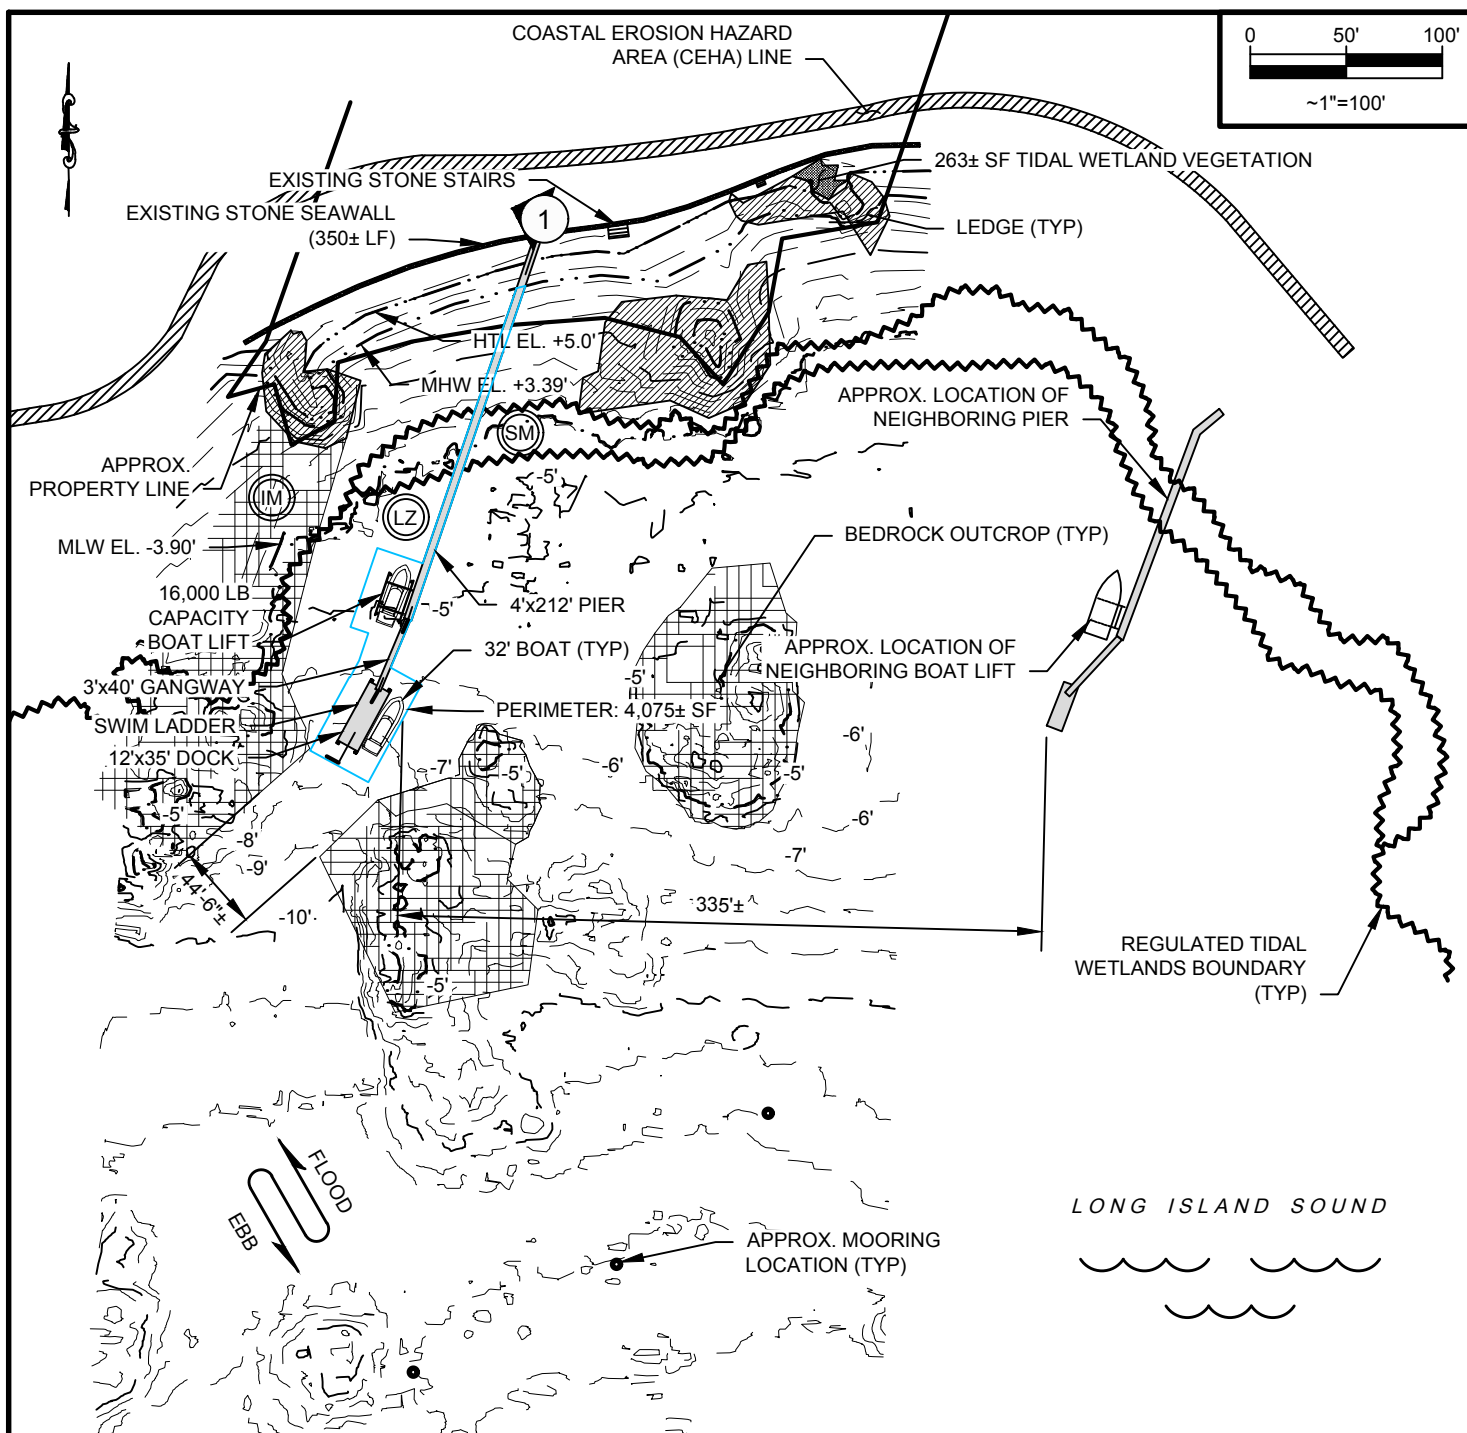 COASTAL EROSION HAZARD
AREA (CEHA) LINE
0 50' 100'
~1"=100'
263± SF TIDAL WETLAND VEGETATION
EXISTING STONE STAIRS
EXISTING STONE SEAWALL
(350± LF)
1
LEDGE (TYP)
HTL EL. +5.0'
MHW EL. +3.39'
APPROX. LOCATION OF
NEIGHBORING PIER
SM
APPROX.
PROPERTY LINE
IM
-5'
LZ
MLW EL. -3.90'
BEDROCK OUTCROP (TYP)
16,000 LB
CAPACITY
BOAT LIFT
-5'
4'x212' PIER
32' BOAT (TYP)
APPROX. LOCATION OF
NEIGHBORING BOAT LIFT
-5'
3'x40' GANGWAY
SWIM LADDER
PERIMETER: 4,075± SF
12'x35' DOCK
-6'
-7'
-5'
-6'
-5'
-5'
-6'
-8'
-9'
-7'
44'-6"±
-10'
335'±
REGULATED TIDAL
WETLANDS BOUNDARY
(TYP)
-5'
FLOOD
EBB
LONG ISLAND SOUND
APPROX. MOORING
LOCATION (TYP)